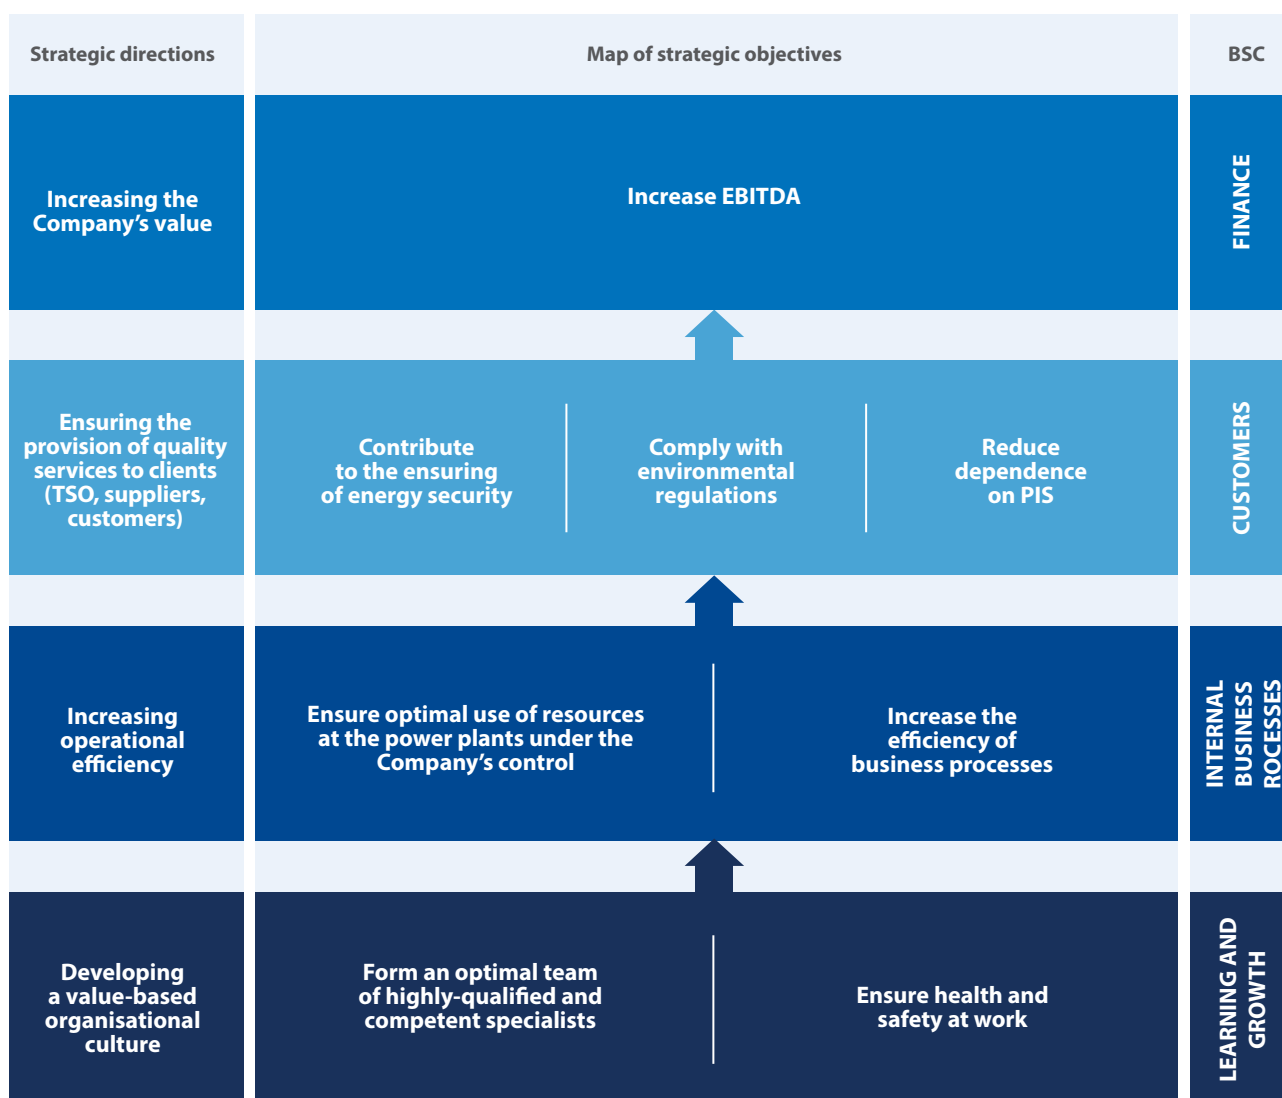 Strategic directions
Map of strategic objectives
BSC
Increasing the
Company's value
Increase EBITDA
FINANCE
Ensuring the
provision of quality
services to clients
(TSO, suppliers,
customers)
Contribute
to the ensuring
of energy security
Comply with
environmental
regulations
Reduce
dependence
on PIS
CUSTOMERS
Increasing
operational
efficiency
Ensure optimal use of resources
at the power plants under the
Company's control
Increase the
efficiency of
business processes
INTERNAL
BUSINESS
ROCESSES
Developing
a value-based
organisational
culture
Form an optimal team
of highly-qualified and
competent specialists
Ensure health and
safety at work
LEARNING AND
GROWTH